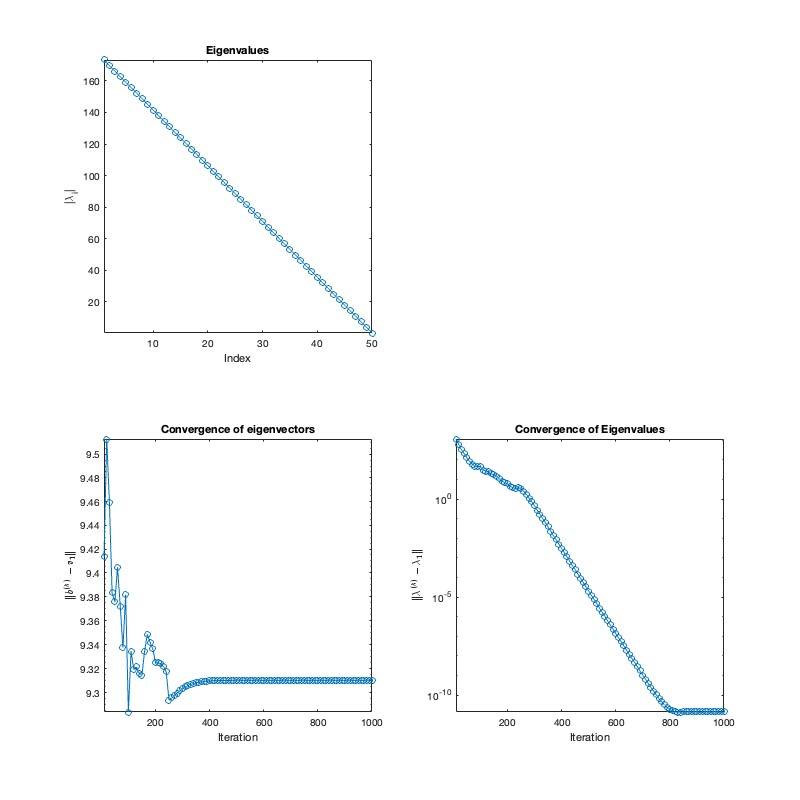 Eigenvalues
160
140
120
100
80
60
40
20
|λ_j|
10 20 30 40 50
Index
Convergence of eigenvectors
9.5
9.48
9.46
9.44
9.42
9.4
9.38
9.36
9.34
9.32
9.3
‖b^(k) − v_1‖
200 400 600 800 1000
Iteration
Convergence of Eigenvalues
10^0
10^-5
10^-10
‖λ^(k) − λ_1‖
200 400 600 800 1000
Iteration